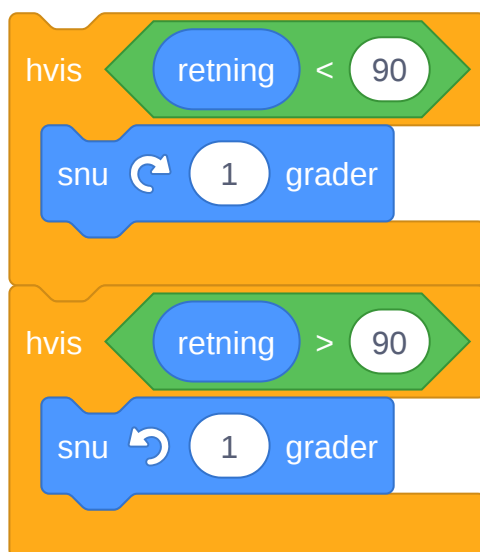 hvis retning < 90
snu 1 grader
hvis retning > 90
snu 1 grader